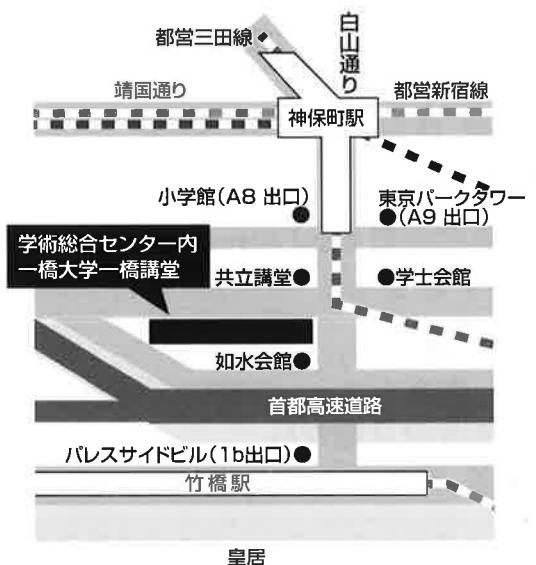 都営三田線
白山通り
靖国通り
都営新宿線
神保町駅
小学館(A8 出口)
東京パークタワー
(A9 出口)
学術総合センター内
一橋大学一橋講堂
共立講堂
学士会館
如水会館
首都高速道路
パレスサイドビル(1b出口)
竹橋駅
皇居